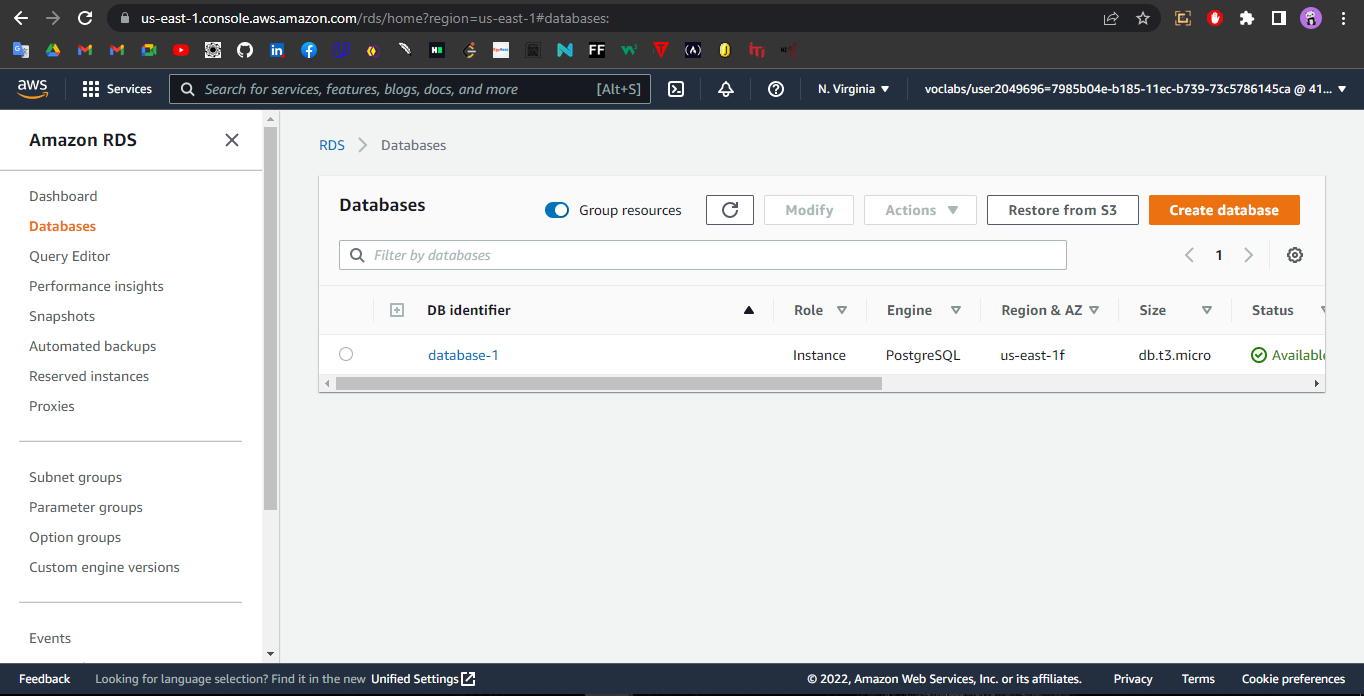 us-east-1.console.aws.amazon.com/rds/home?region=us-east-1#databases:
aws Services Search for services, features, blogs, docs, and more [Alt+S] N. Virginia ▼ voclabs/user2049696=7985b04e-b185-11ec-b739-73c5786145ca @ 41... ▼
Amazon RDS
Dashboard
Databases
Query Editor
Performance insights
Snapshots
Automated backups
Reserved instances
Proxies
Subnet groups
Parameter groups
Option groups
Custom engine versions
Events
RDS > Databases
Databases Group resources Modify Actions ▼ Restore from S3 Create database
Filter by databases 1
DB identifier Role Engine Region & AZ Size Status
database-1 Instance PostgreSQL us-east-1f db.t3.micro Available
Feedback Looking for language selection? Find it in the new Unified Settings © 2022, Amazon Web Services, Inc. or its affiliates. Privacy Terms Cookie preferences